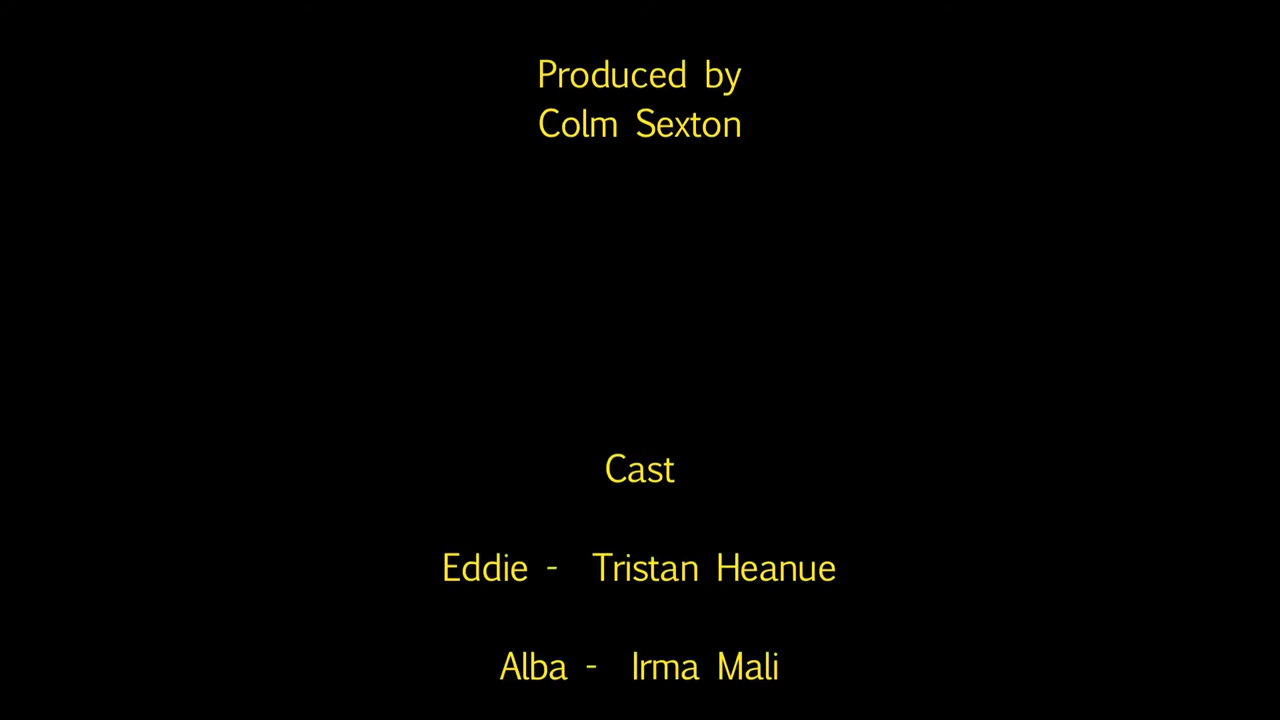 Produced by
Colm Sexton
Cast
Eddie - Tristan Heanue
Alba - Irma Mali